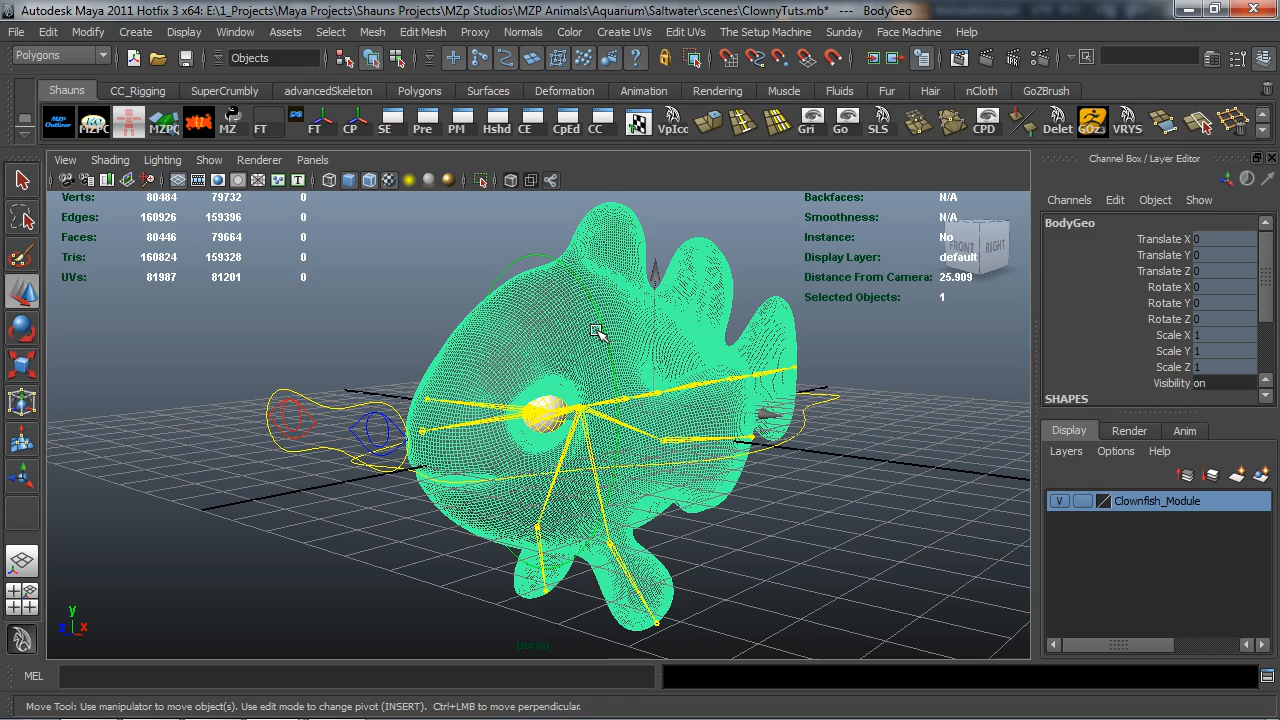 Autodesk Maya 2011 Hotfix 3 x64: E:\1_Projects\Maya Projects\Shauns Projects\MZp Studios\MZP Animals\Aquarium\Saltwater\scenes\ClownyTuts.mb* --- BodyGeo
File Edit Modify Create Display Window Assets Select Mesh Edit Mesh Proxy Normals Color Create UVs Edit UVs The Setup Machine Sunday Face Machine Help
Polygons Objects
Shauns CC_Rigging SuperCrumbly advancedSkeleton Polygons Surfaces Deformation Animation Rendering Muscle Fluids Fur Hair nCloth GoZBrush
MZPC MZPC MZ FT FT CP SE Pre PM Hshd CE CpEd CC VpIcc Gri Go SLS CPD Delet GOZ3 VRYS
View Shading Lighting Show Renderer Panels
Channel Box / Layer Editor
Channels Edit Object Show
Verts: 80484 79732 0
Edges: 160926 159396 0
Faces: 80446 79664 0
Tris: 160824 159328 0
UVs: 81987 81201 0
Backfaces: N/A
Smoothness: N/A
Instance: No
Display Layer: default
Distance From Camera: 25.909
Selected Objects: 1
FRONT RIGHT
BodyGeo
Translate X 0
Translate Y 0
Translate Z 0
Rotate X 0
Rotate Y 0
Rotate Z 0
Scale X 1
Scale Y 1
Scale Z 1
Visibility on
SHAPES
Display Render Anim
Layers Options Help
V Clownfish_Module
y
z x
persp
MEL
Move Tool: Use manipulator to move object(s). Use edit mode to change pivot (INSERT). Ctrl+LMB to move perpendicular.